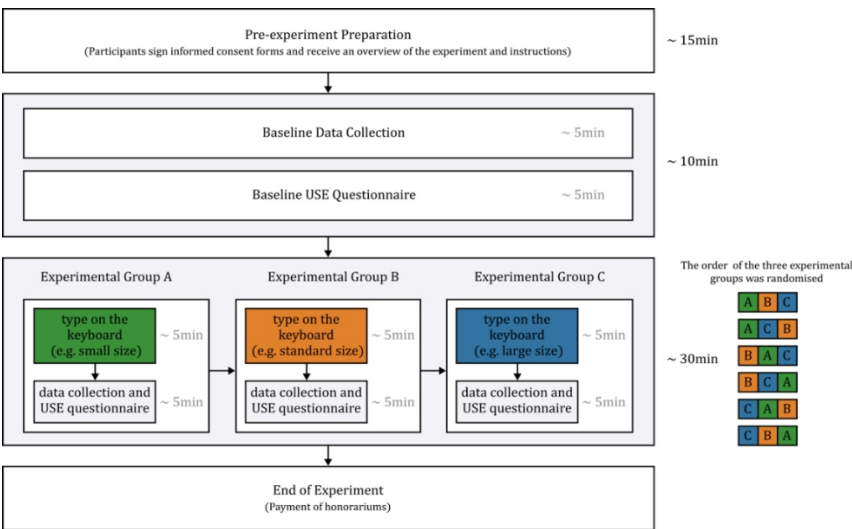 Pre-experiment Preparation
(Participants sign informed consent forms and receive an overview of the experiment and instructions)
~ 15min
Baseline Data Collection
~ 5min
Baseline USE Questionnaire
~ 5min
~ 10min
Experimental Group A
type on the
keyboard
(e.g. small size)
~ 5min
data collection and
USE questionnaire
~ 5min
Experimental Group B
type on the
keyboard
(e.g. standard size)
~ 5min
data collection and
USE questionnaire
~ 5min
Experimental Group C
type on the
keyboard
(e.g. large size)
~ 5min
data collection and
USE questionnaire
~ 5min
~ 30min
The order of the three experimental
groups was randomised
A B C
A C B
B A C
B C A
C A B
C B A
End of Experiment
(Payment of honorariums)